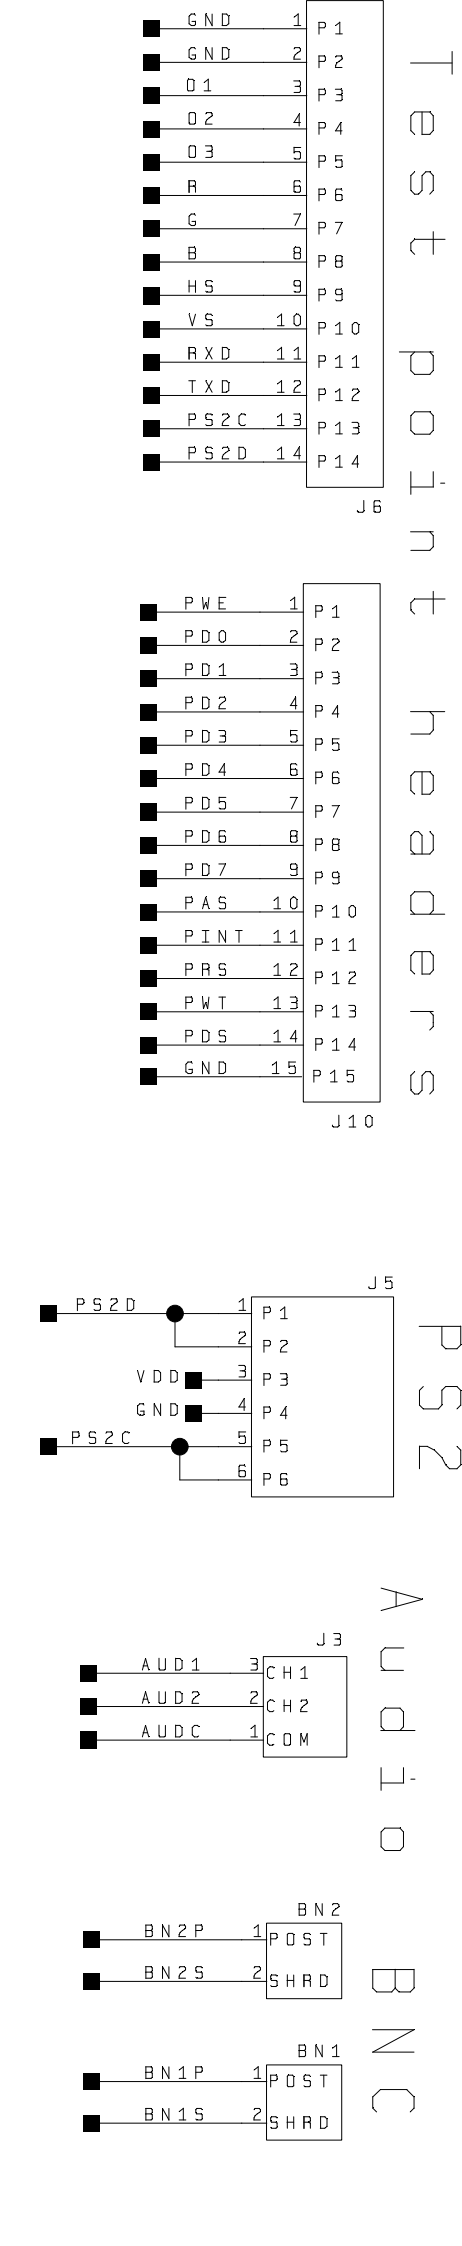 GND 1 P1
GND 2 P2
O1 3 P3
O2 4 P4
O3 5 P5
R 6 P6
G 7 P7
B 8 P8
HS 9 P9
VS 10 P10
RXD 11 P11
TXD 12 P12
PS2C 13 P13
PS2D 14 P14
J6
PWE 1 P1
PD0 2 P2
PD1 3 P3
PD2 4 P4
PD3 5 P5
PD4 6 P6
PD5 7 P7
PD6 8 P8
PD7 9 P9
PAS 10 P10
PINT 11 P11
PRS 12 P12
PWT 13 P13
PDS 14 P14
GND 15 P15
J10
Test point headers
J5
PS2D 1 P1
2 P2
VDD 3 P3
GND 4 P4
PS2C 5 P5
6 P6
PS2
J3
AUD1 3 CH1
AUD2 2 CH2
AUDC 1 COM
Audio
BN2
BN2P 1 POST
BN2S 2 SHRD
BN1
BN1P 1 POST
BN1S 2 SHRD
BNC